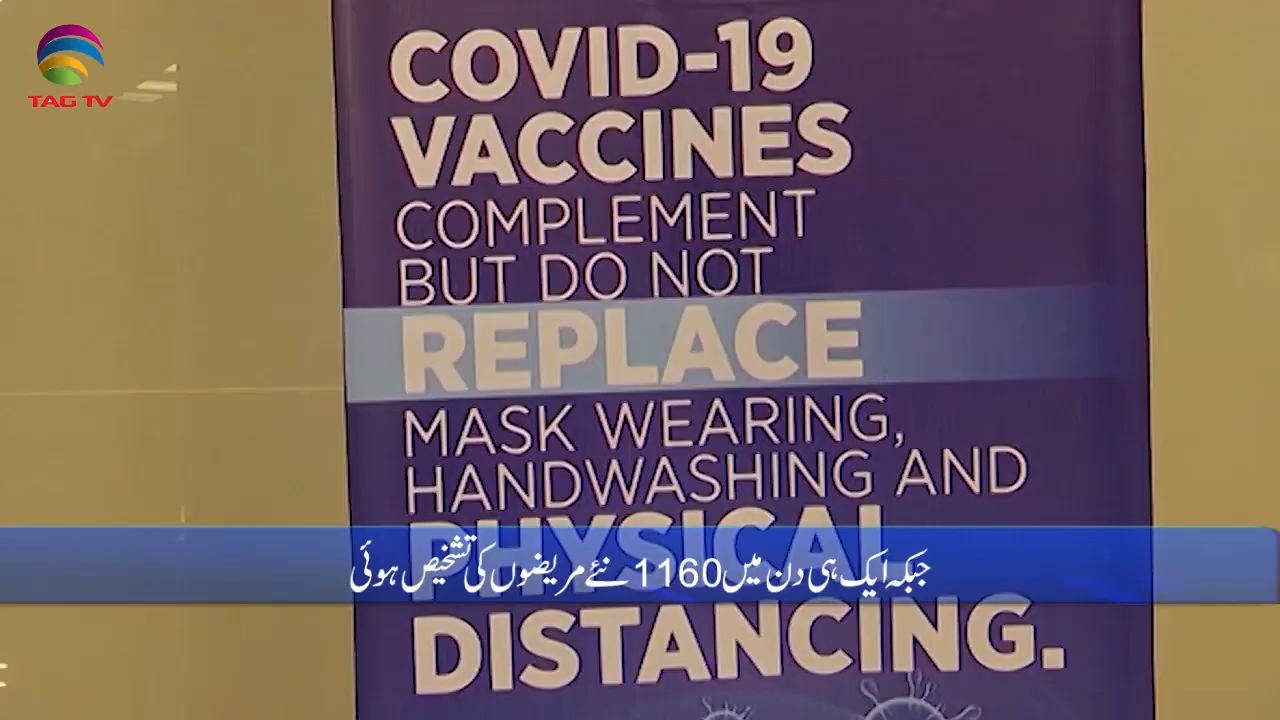 TAG TV
COVID-19
VACCINES
COMPLEMENT
BUT DO NOT
REPLACE
MASK WEARING,
HANDWASHING AND
PHYSICAL
جبکہ ایک ہی دن میں 1160 نئے مریضوں کی تشخیص ہوئی
DISTANCING.